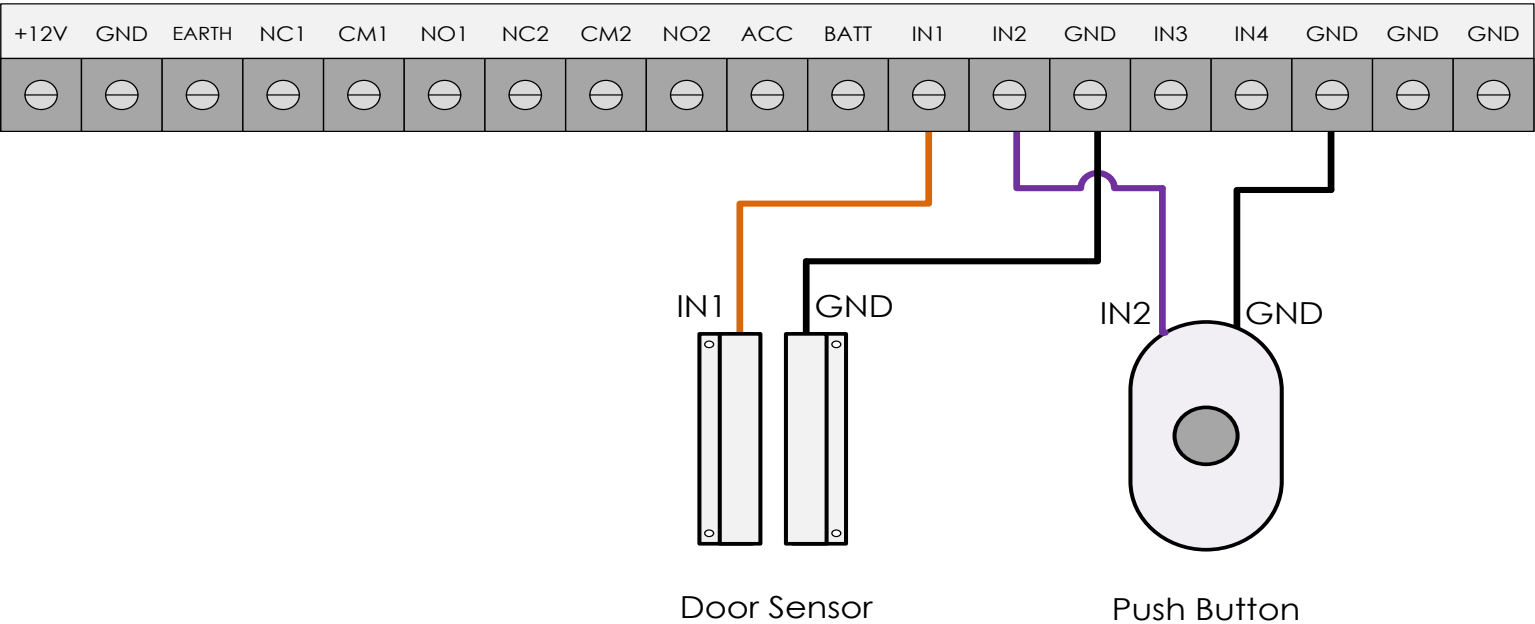 +12V GND EARTH NC1 CM1 NO1 NC2 CM2 NO2 ACC BATT IN1 IN2 GND IN3 IN4 GND GND GND
IN1 GND IN2 GND
Door Sensor Push Button